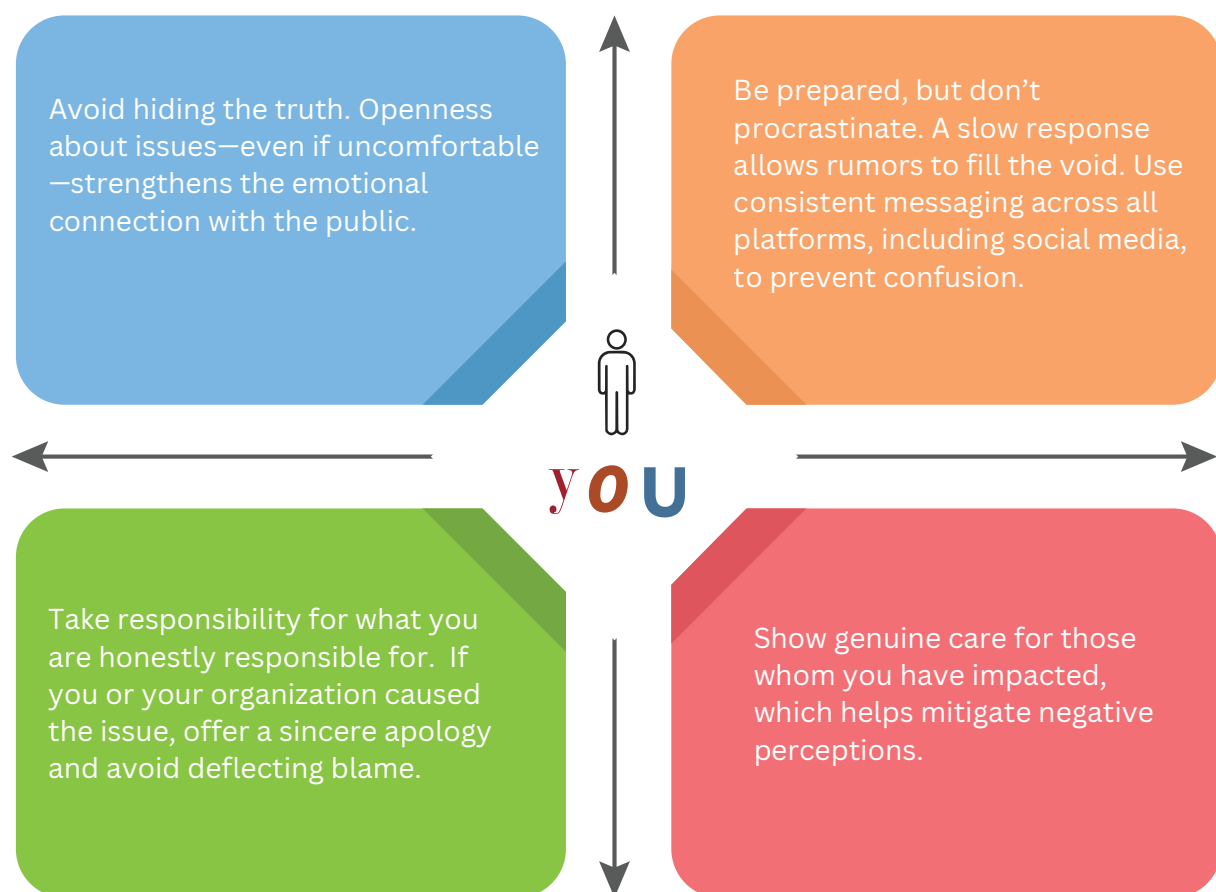 Avoid hiding the truth. Openness
about issues—even if uncomfortable
—strengthens the emotional
connection with the public.
Be prepared, but don’t
procrastinate. A slow response
allows rumors to fill the void. Use
consistent messaging across all
platforms, including social media,
to prevent confusion.
yoU
Take responsibility for what you
are honestly responsible for.  If
you or your organization caused
the issue, offer a sincere apology
and avoid deflecting blame.
Show genuine care for those
whom you have impacted,
which helps mitigate negative
perceptions.